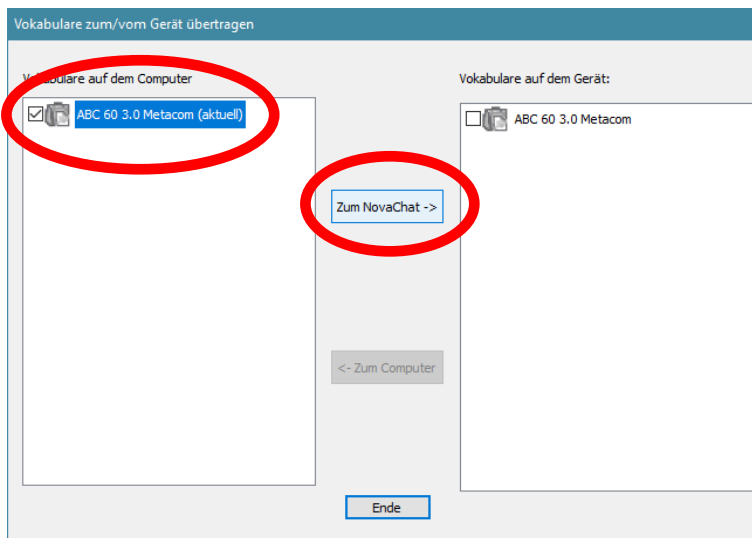 Vokabulare zum/vom Gerät übertragen
Vokabulare auf dem Computer
ABC 60 3.0 Metacom (aktuell)
Zum NovaChat ->
<- Zum Computer
Ende
Vokabulare auf dem Gerät:
ABC 60 3.0 Metacom